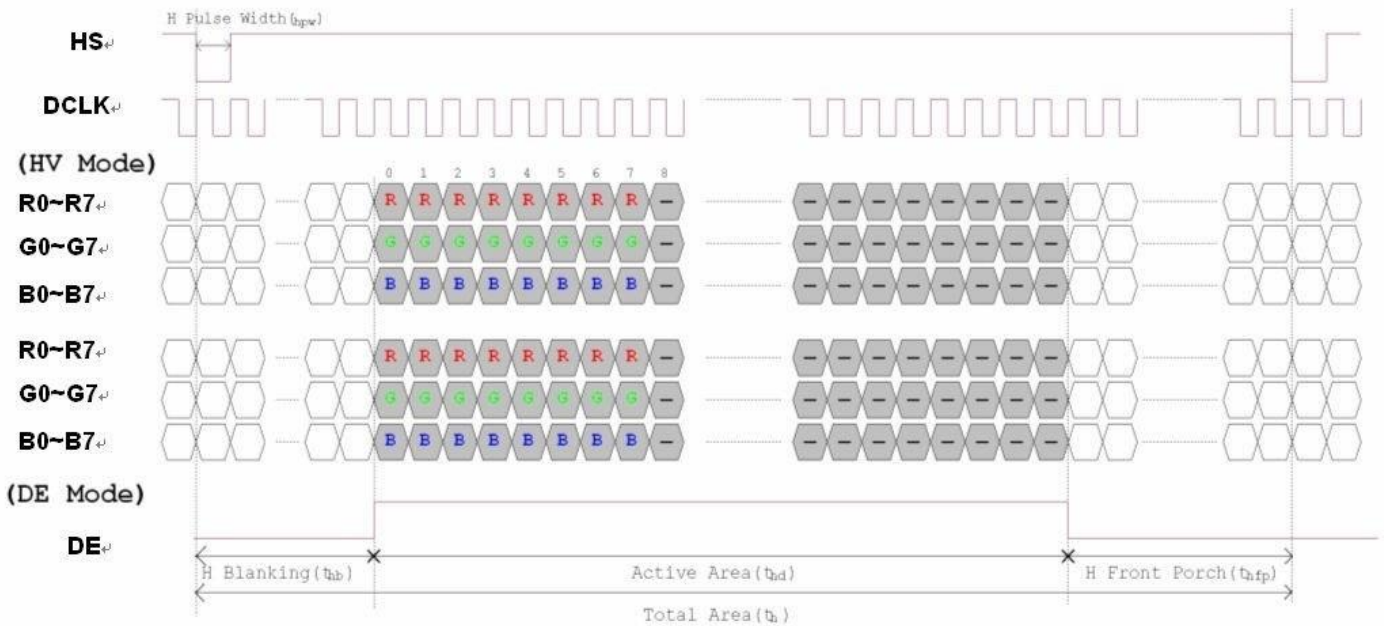 H Pulse Width(thpw)
HS
DCLK
(HV Mode)
0 1 2 3 4 5 6 7 8
R0~R7 R R R R R R R R – – – – – – – – –
G0~G7 G G G G G G G G – – – – – – – – –
B0~B7 B B B B B B B B – – – – – – – – –
R0~R7 R R R R R R R R – – – – – – – – –
G0~G7 G G G G G G G G – – – – – – – – –
B0~B7 B B B B B B B B – – – – – – – – –
(DE Mode)
DE
H Blanking(thb) Active Area(thd) H Front Porch(thfp)
Total Area(th)